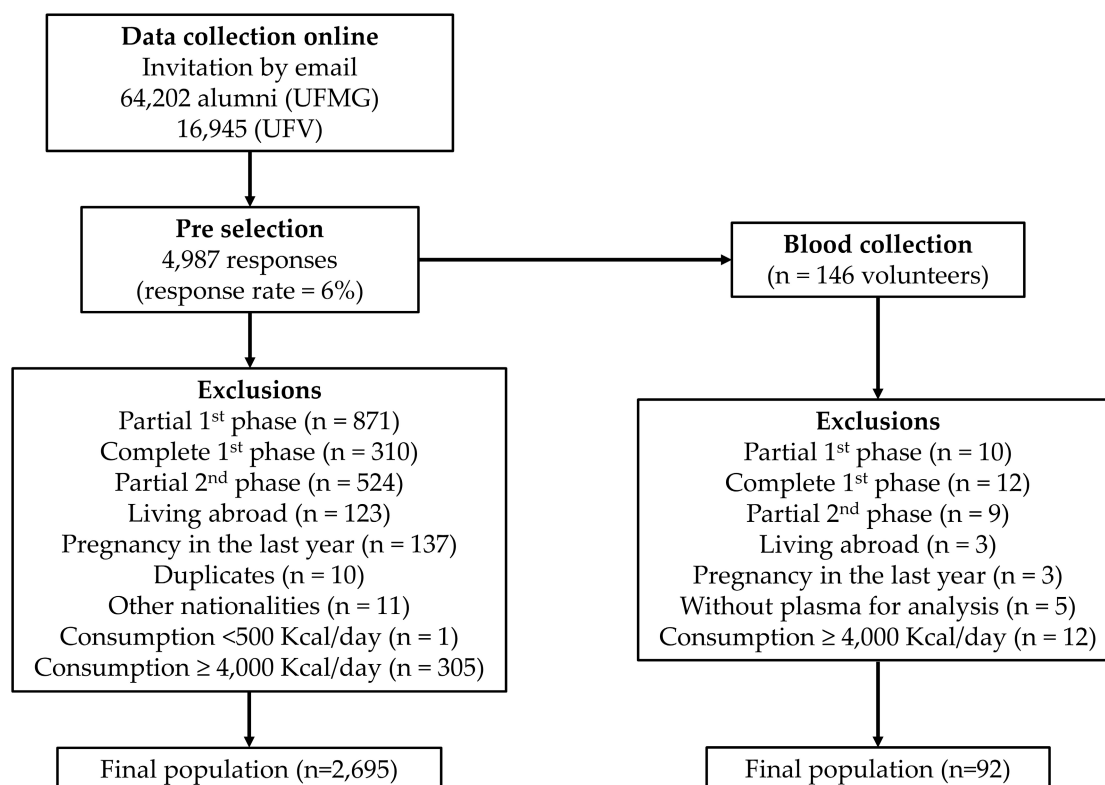 Data collection online
Invitation by email
64,202 alumni (UFMG)
16,945 (UFV)
Pre selection
4,987 responses
(response rate = 6%)
Blood collection
(n = 146 volunteers)
Exclusions
Partial 1st phase (n = 871)
Complete 1st phase (n = 310)
Partial 2nd phase (n = 524)
Living abroad (n = 123)
Pregnancy in the last year (n = 137)
Duplicates (n = 10)
Other nationalities (n = 11)
Consumption <500 Kcal/day (n = 1)
Consumption ≥ 4,000 Kcal/day (n = 305)
Exclusions
Partial 1st phase (n = 10)
Complete 1st phase (n = 12)
Partial 2nd phase (n = 9)
Living abroad (n = 3)
Pregnancy in the last year (n = 3)
Without plasma for analysis (n = 5)
Consumption ≥ 4,000 Kcal/day (n = 12)
Final population (n=2,695)
Final population (n=92)